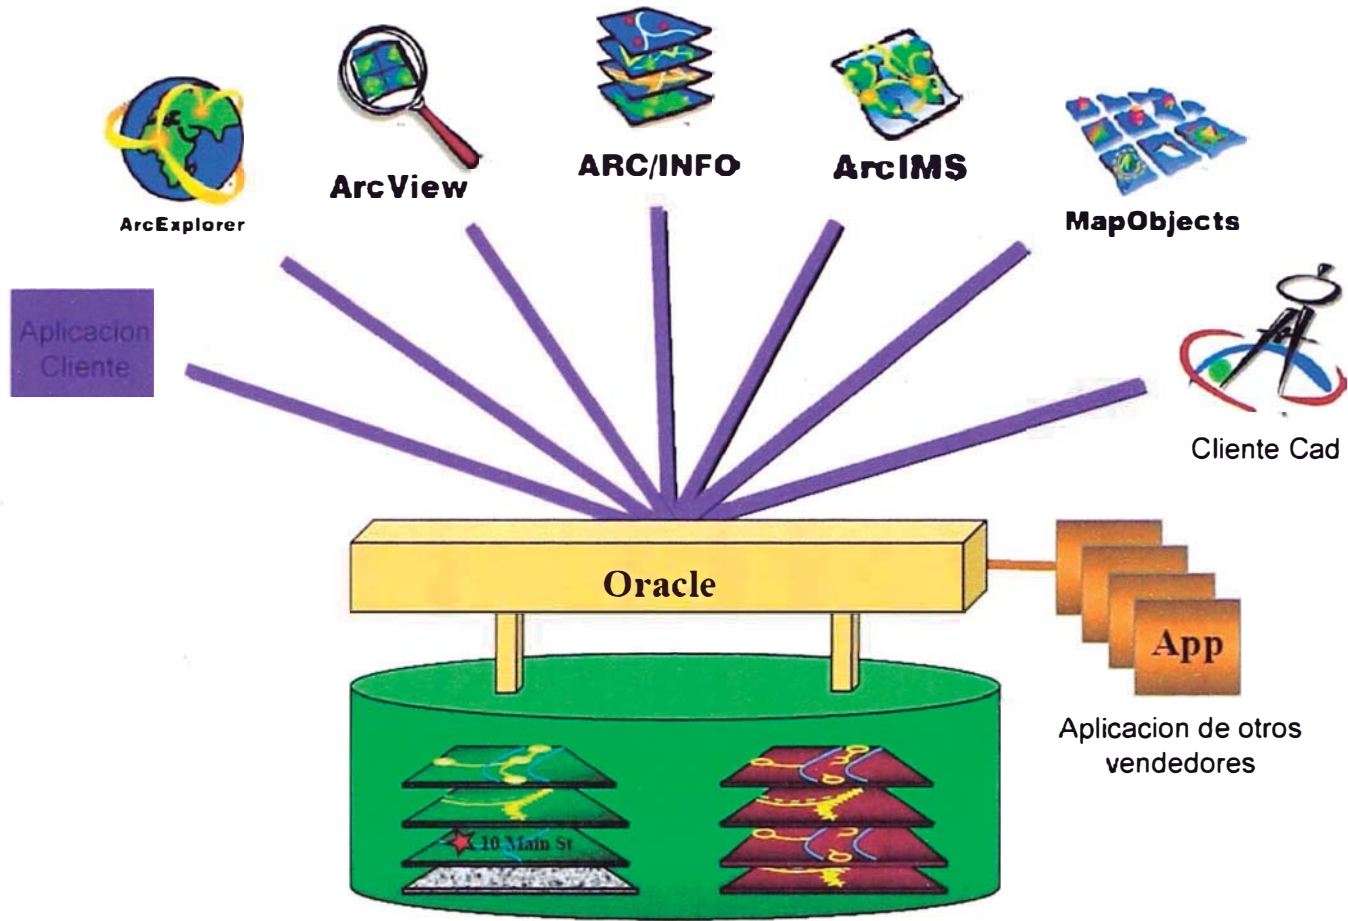 ArcExplorer
ArcView
ARC/INFO
ArcIMS
MapObjects
Aplicacion
Cliente
Cliente Cad
Oracle
App
Aplicacion de otros
vendedores
10 Main St